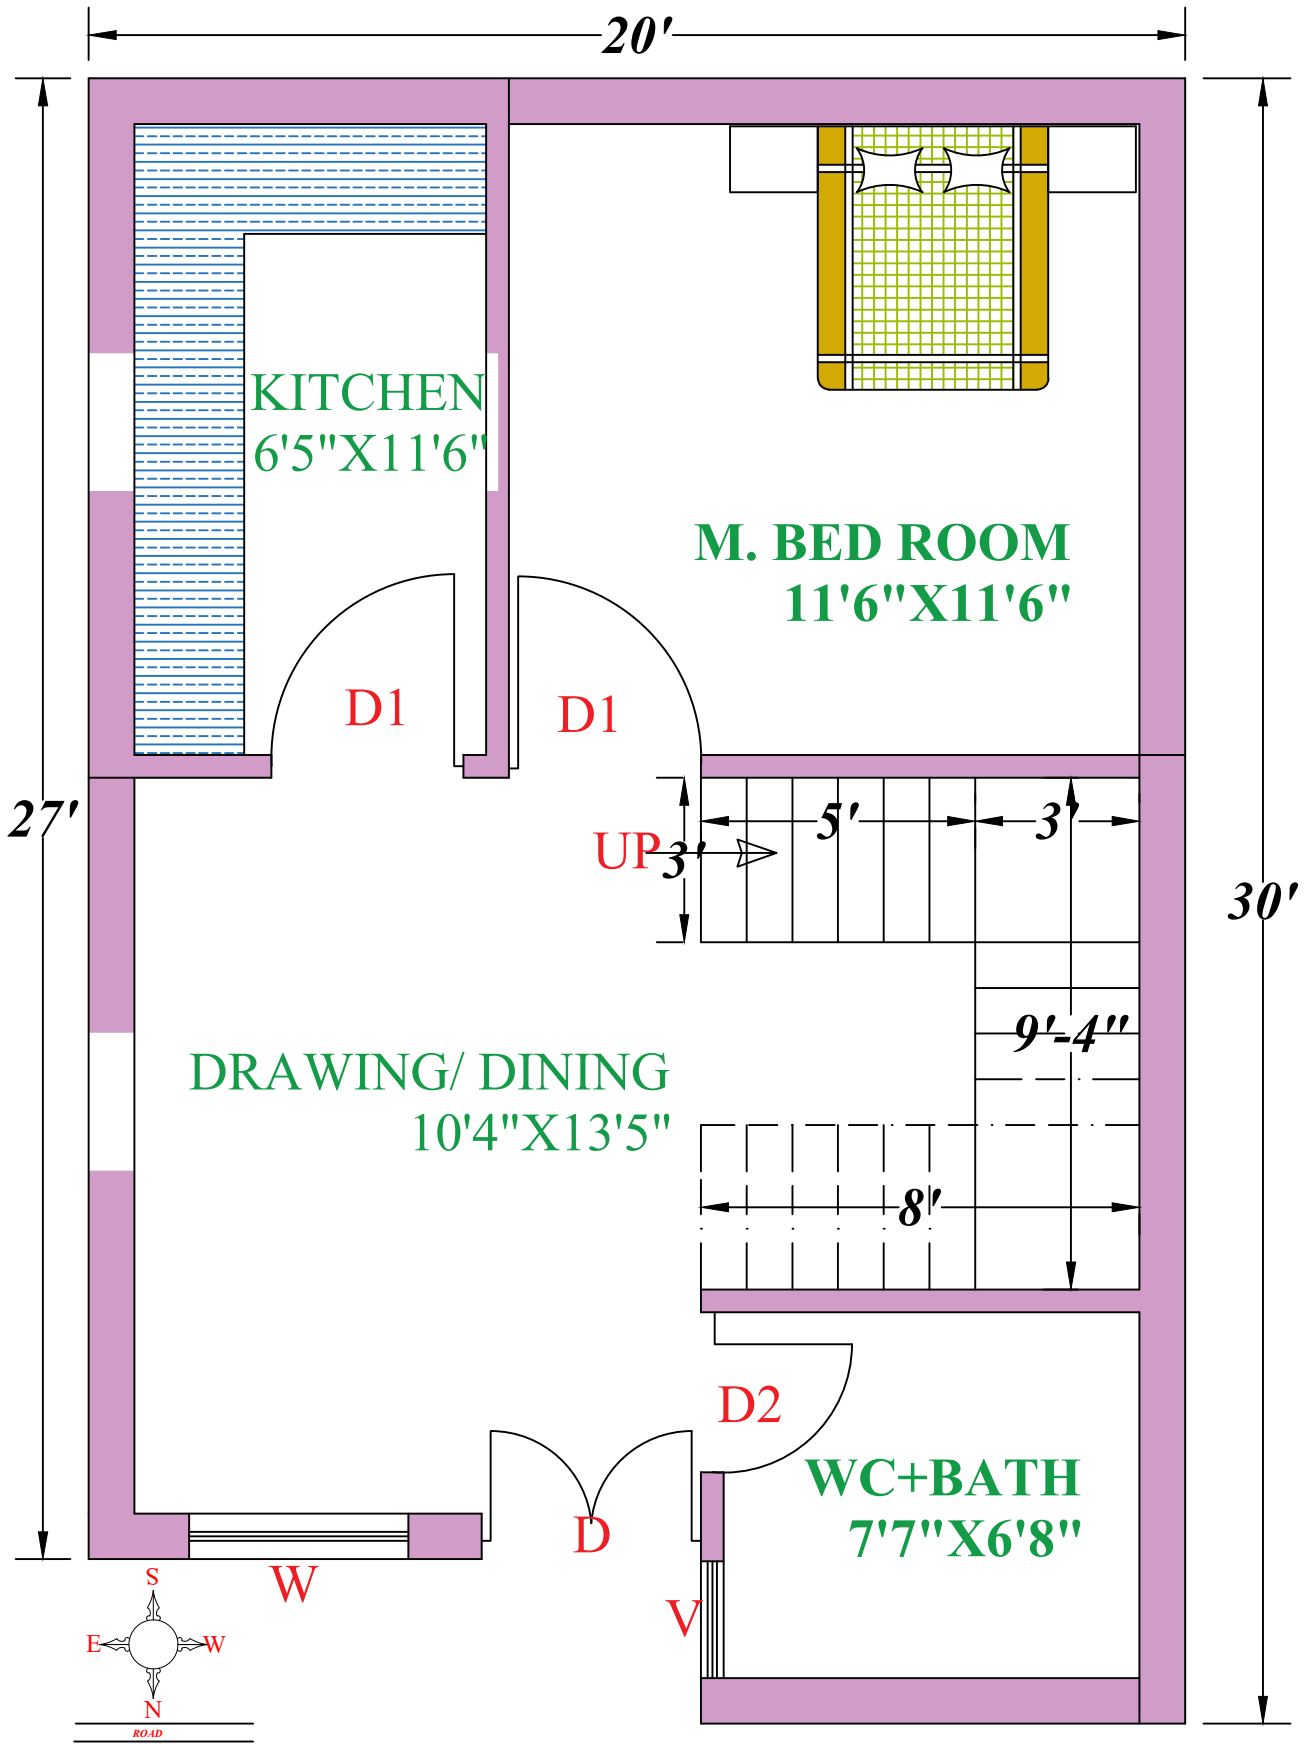 20'
KITCHEN
6'5"X11'6"
M. BED ROOM
11'6"X11'6"
D1
D1
27'
5'
3'
UP
3'
30'
9'-4"
DRAWING/ DINING
10'4"X13'5"
8'
D2
WC+BATH
7'7"X6'8"
D
W
V
S
E
W
N
ROAD